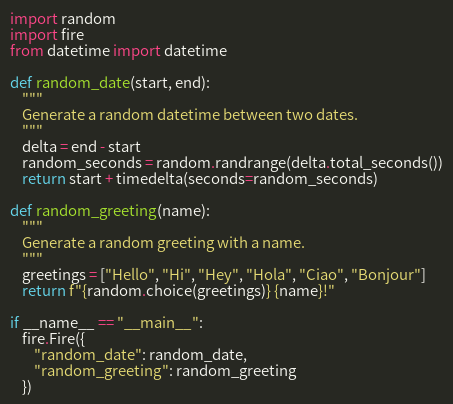 import random
import fire
from datetime import datetime

def random_date(start, end):
    """
    Generate a random datetime between two dates.
    """
    delta = end - start
    random_seconds = random.randrange(delta.total_seconds())
    return start + timedelta(seconds=random_seconds)

def random_greeting(name):
    """
    Generate a random greeting with a name.
    """
    greetings = ["Hello", "Hi", "Hey", "Hola", "Ciao", "Bonjour"]
    return f"{random.choice(greetings)} {name}!"

if __name__ == "__main__":
    fire.Fire({
        "random_date": random_date,
        "random_greeting": random_greeting
    })